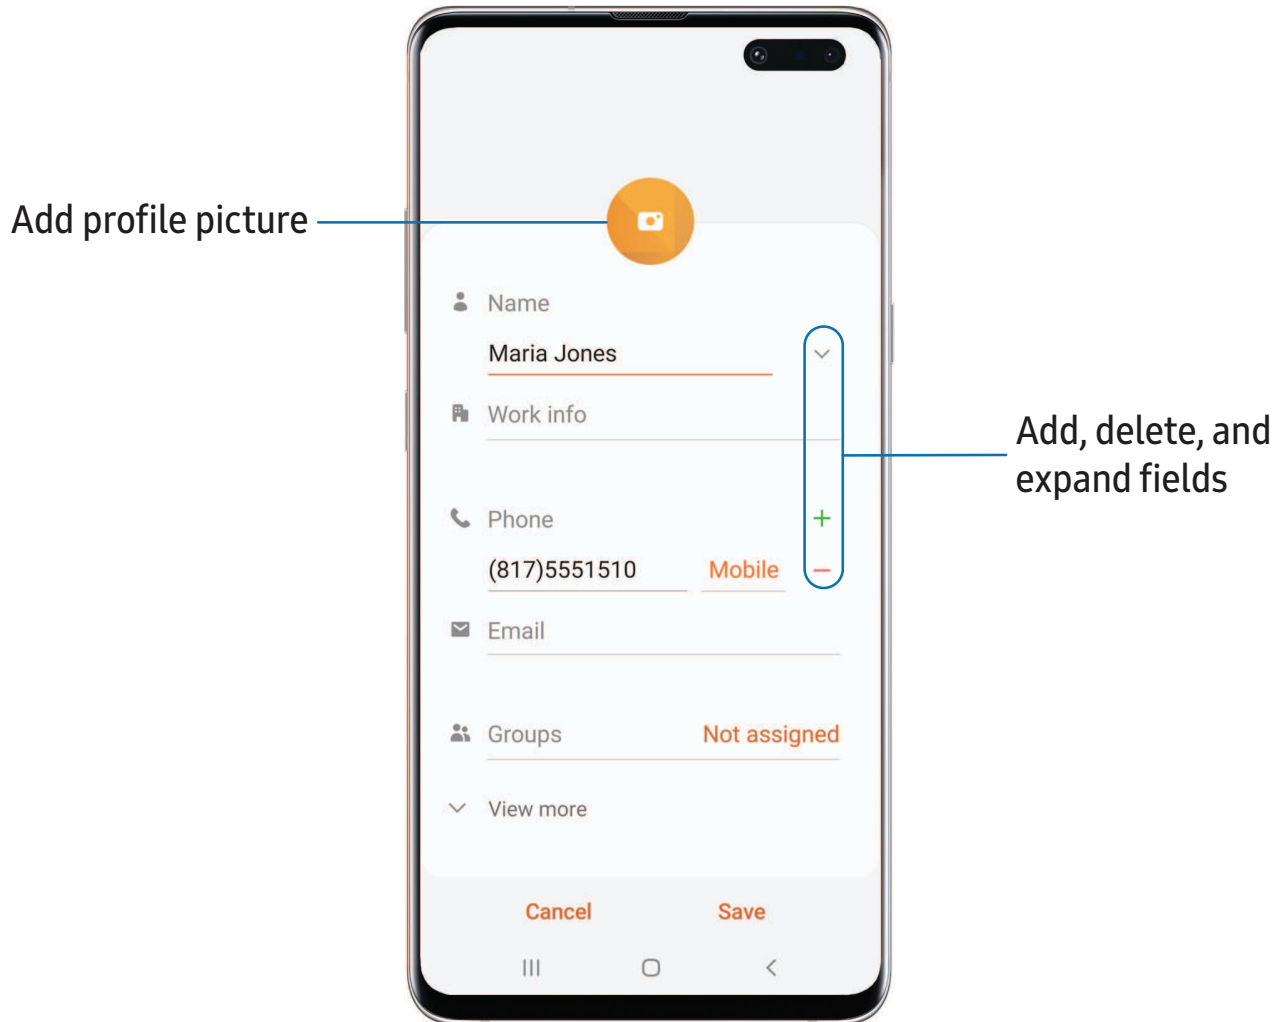 Add profile picture
Name
Maria Jones
Work info
Add, delete, and
expand fields
Phone
(817)5551510 Mobile
Email
Groups Not assigned
View more
Cancel Save